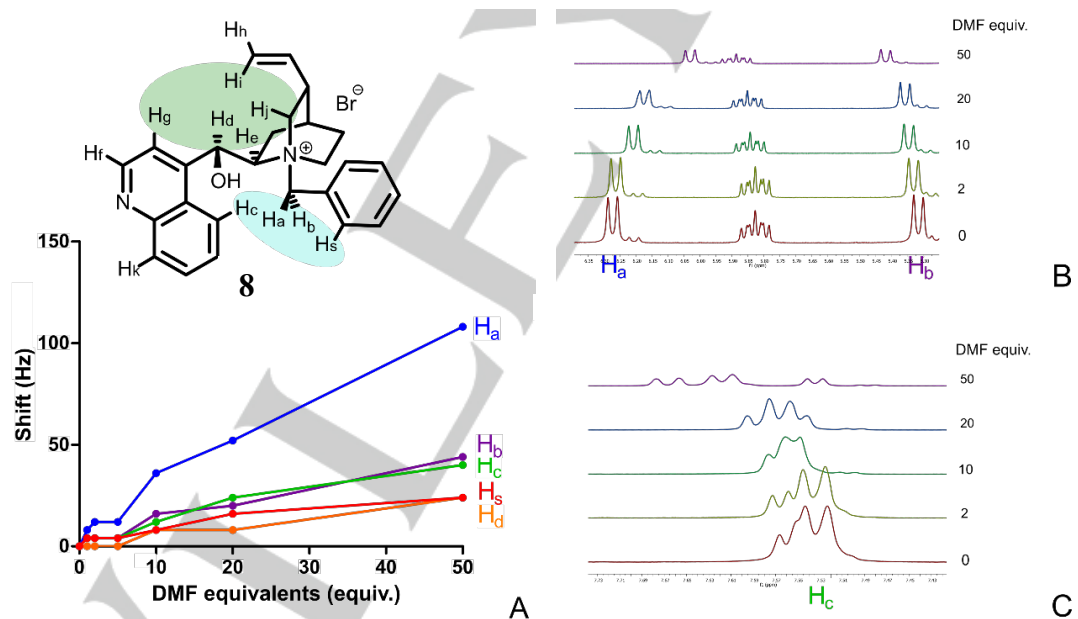 Hh
Hi
Hj
Br⊖
Hg
Hd
He
Hf
N+
OH
N
Hc
Ha
Hb
Hs
Hk
8
150
100
50
0
Shift (Hz)
0 10 20 30 40 50
DMF equivalents (equiv.)
Ha
Hb
Hc
Hs
Hd
A
DMF equiv.
50
20
10
2
0
Ha
Hb
B
DMF equiv.
50
20
10
2
0
f1 (ppm)
Hc
C